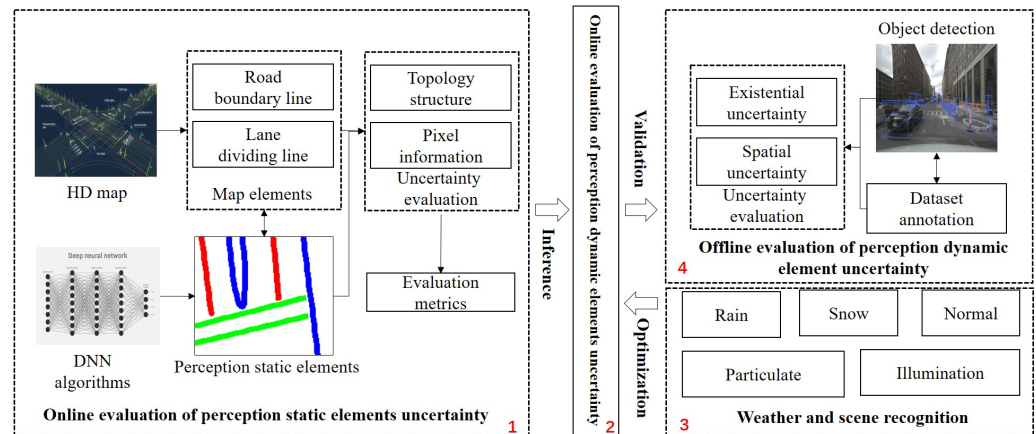 Road
boundary line
Lane
dividing line
Map elements
HD map
Topology
structure
Pixel
information
Uncertainty
evaluation
Evaluation
metrics
Deep neural network
DNN
algorithms
Perception static elements
Online evaluation of perception static elements uncertainty
1
Inference
Online evaluation of perception dynamic elements uncertainty
2
Validation
Optimization
Object detection
Existential
uncertainty
Spatial
uncertainty
Uncertainty
evaluation
Dataset
annotation
Offline evaluation of perception dynamic
element uncertainty
4
Rain
Snow
Normal
Particulate
Illumination
Weather and scene recognition
3